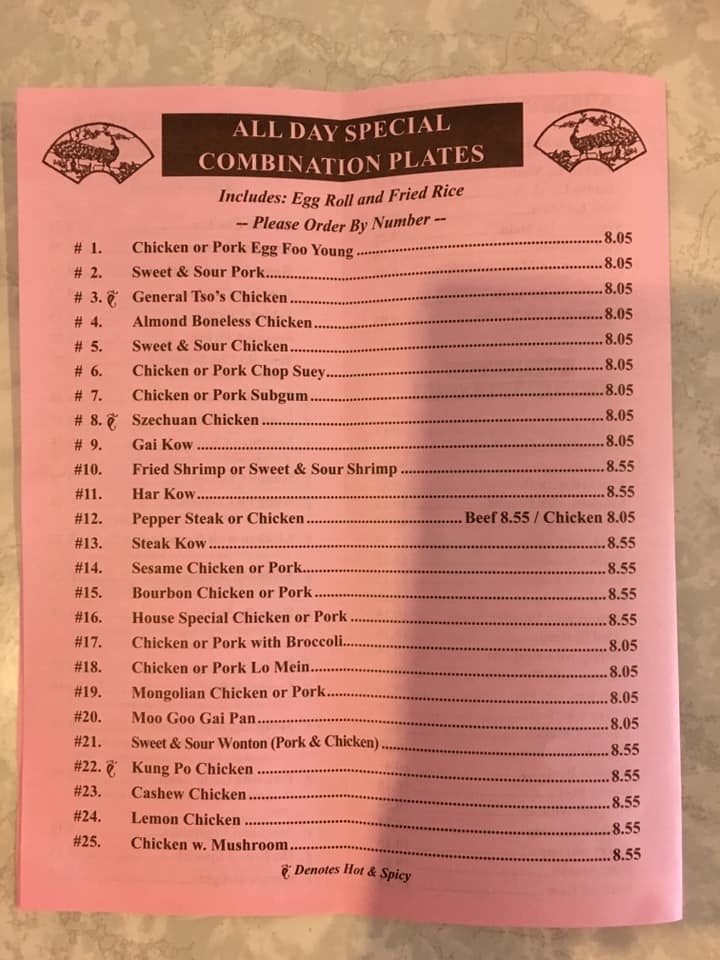 ALL DAY SPECIAL
COMBINATION PLATES
Includes: Egg Roll and Fried Rice
-- Please Order By Number --
# 1. Chicken or Pork Egg Foo Young 8.05
# 2. Sweet & Sour Pork 8.05
# 3. General Tso's Chicken 8.05
# 4. Almond Boneless Chicken 8.05
# 5. Sweet & Sour Chicken 8.05
# 6. Chicken or Pork Chop Suey 8.05
# 7. Chicken or Pork Subgum 8.05
# 8. Szechuan Chicken 8.05
# 9. Gai Kow 8.05
#10. Fried Shrimp or Sweet & Sour Shrimp 8.55
#11. Har Kow 8.55
#12. Pepper Steak or Chicken Beef 8.55 / Chicken 8.05
#13. Steak Kow 8.55
#14. Sesame Chicken or Pork 8.55
#15. Bourbon Chicken or Pork 8.55
#16. House Special Chicken or Pork 8.55
#17. Chicken or Pork with Broccoli 8.05
#18. Chicken or Pork Lo Mein 8.05
#19. Mongolian Chicken or Pork 8.05
#20. Moo Goo Gai Pan 8.05
#21. Sweet & Sour Wonton (Pork & Chicken) 8.55
#22. Kung Po Chicken 8.55
#23. Cashew Chicken 8.55
#24. Lemon Chicken 8.55
#25. Chicken w. Mushroom 8.55
Denotes Hot & Spicy